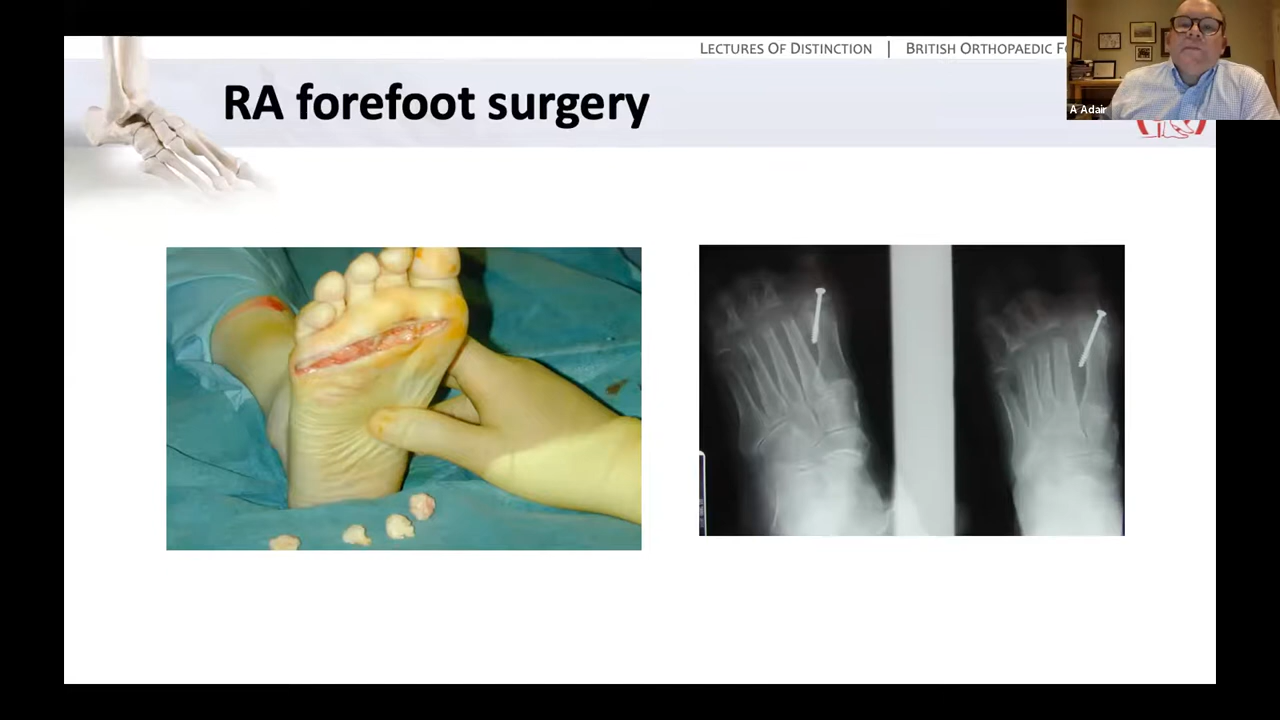 LECTURES OF DISTINCTION | BRITISH ORTHOPAEDIC
RA forefoot surgery
A Adair